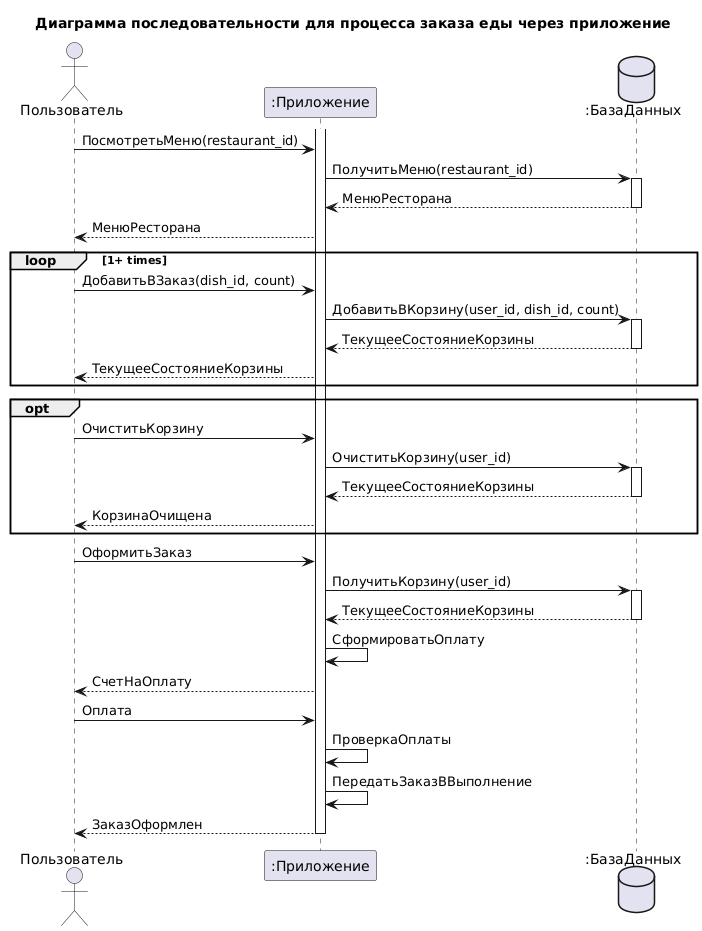 Диаграмма последовательности для процесса заказа еды через приложение
Пользователь
:Приложение
:БазаДанных
ПосмотретьМеню(restaurant_id)
ПолучитьМеню(restaurant_id)
МенюРесторана
МенюРесторана
loop [1+ times]
ДобавитьВЗаказ(dish_id, count)
ДобавитьВКорзину(user_id, dish_id, count)
ТекущееСостояниеКорзины
ТекущееСостояниеКорзины
opt
ОчиститьКорзину
ОчиститьКорзину(user_id)
ТекущееСостояниеКорзины
КорзинаОчищена
ОформитьЗаказ
ПолучитьКорзину(user_id)
ТекущееСостояниеКорзины
СформироватьОплату
СчетНаОплату
Оплата
ПроверкаОплаты
ПередатьЗаказВВыполнение
ЗаказОформлен
Пользователь
:Приложение
:БазаДанных